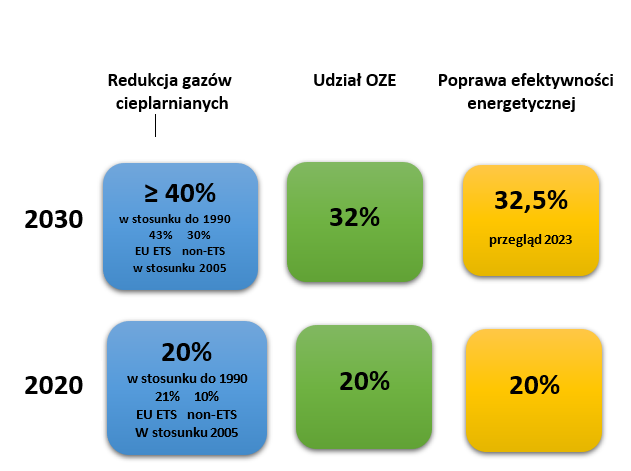 Redukcja gazów
cieplarnianych
Udział OZE
Poprawa efektywności
energetycznej
2030
≥ 40%
w stosunku do 1990
43% 30%
EU ETS non-ETS
w stosunku 2005
32%
32,5%
przegląd 2023
2020
20%
w stosunku do 1990
21% 10%
EU ETS non-ETS
W stosunku 2005
20%
20%